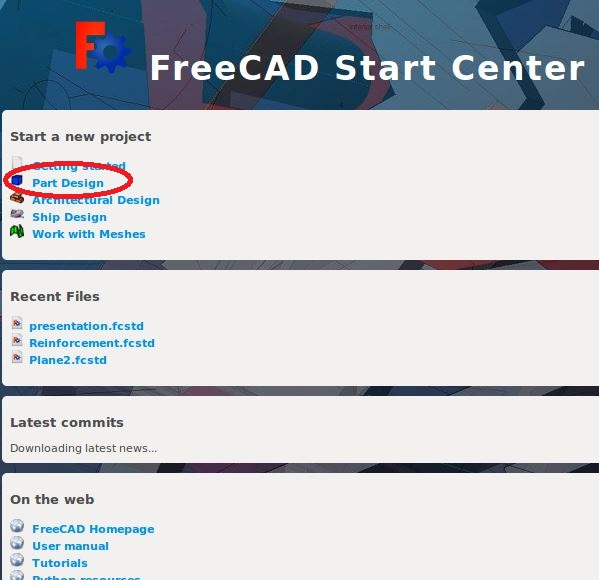 interior shell
FreeCAD Start Center
Start a new project
Getting started
Part Design
Architectural Design
Ship Design
Work with Meshes
Recent Files
presentation.fcstd
Reinforcement.fcstd
Plane2.fcstd
Latest commits
Downloading latest news...
On the web
FreeCAD Homepage
User manual
Tutorials
Python resources